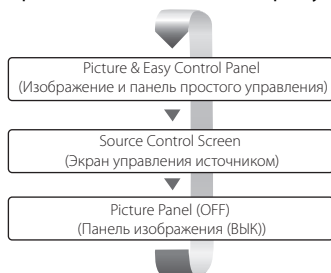 Picture & Easy Control Panel
(Изображение и панель простого управления)
Source Control Screen
(Экран управления источником)
Picture Panel (OFF)
(Панель изображения (ВЫК))